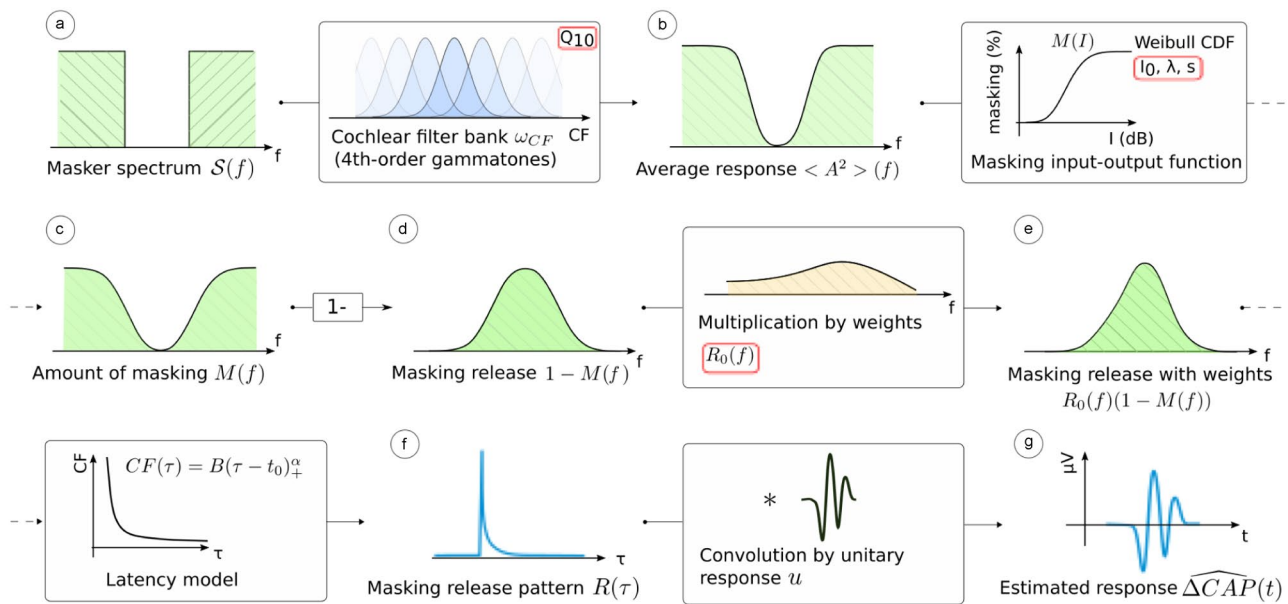 a
f
Masker spectrum S(f)
Q10
CF
Cochlear filter bank ωCF
(4th-order gammatones)
b
f
Average response < A² > (f)
masking (%)
M(I)
Weibull CDF
I0, λ, s
I (dB)
Masking input-output function
c
f
Amount of masking M(f)
1-
d
f
Masking release 1 − M(f)
f
Multiplication by weights
R0(f)
e
f
Masking release with weights
R0(f)(1 − M(f))
CF
CF(τ) = B(τ − t0)₊^α
τ
Latency model
f
τ
Masking release pattern R(τ)
*
Convolution by unitary
response u
g
μV
t
Estimated response \widehat{ΔCAP}(t)